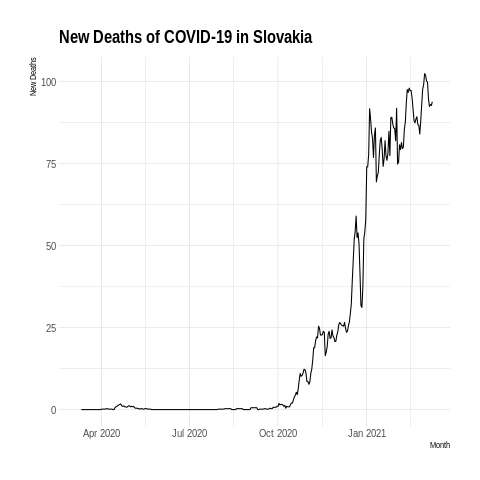 New Deaths of COVID-19 in Slovakia
New Deaths
100
75
50
25
0
Apr 2020
Jul 2020
Oct 2020
Jan 2021
Month